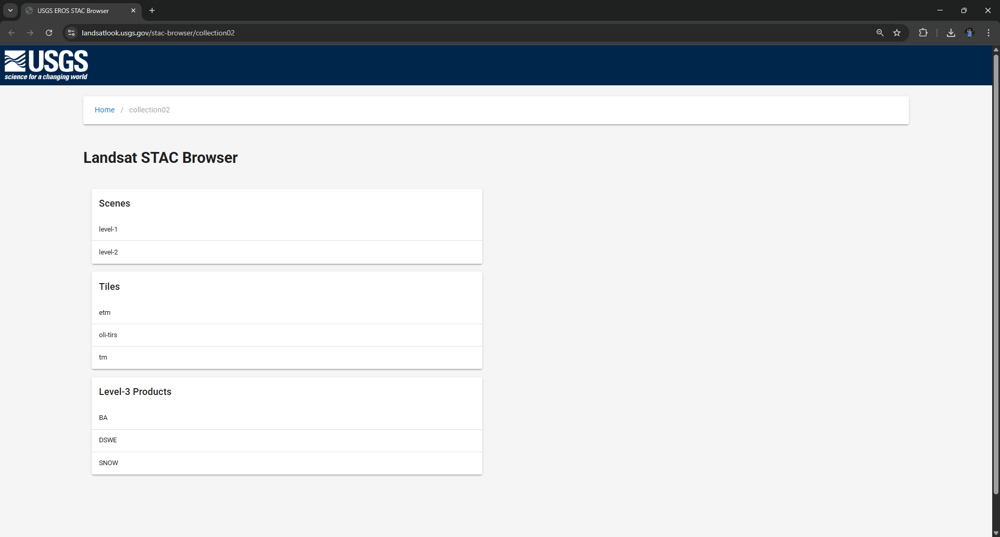 USGS EROS STAC Browser
landsatlook.usgs.gov/stac-browser/collection02
USGS
science for a changing world
Home / collection02
Landsat STAC Browser
Scenes
level-1
level-2
Tiles
etm
oli-tirs
tm
Level-3 Products
BA
DSWE
SNOW